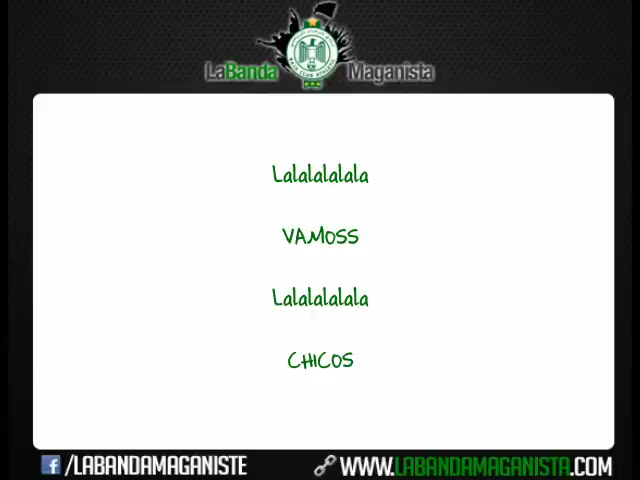 LaBanda Maganista
Lalalalalala
VAMOSS
Lalalalalala
CHICOS
/LABANDAMAGANISTE
WWW.LABANDAMAGANISTA.COM